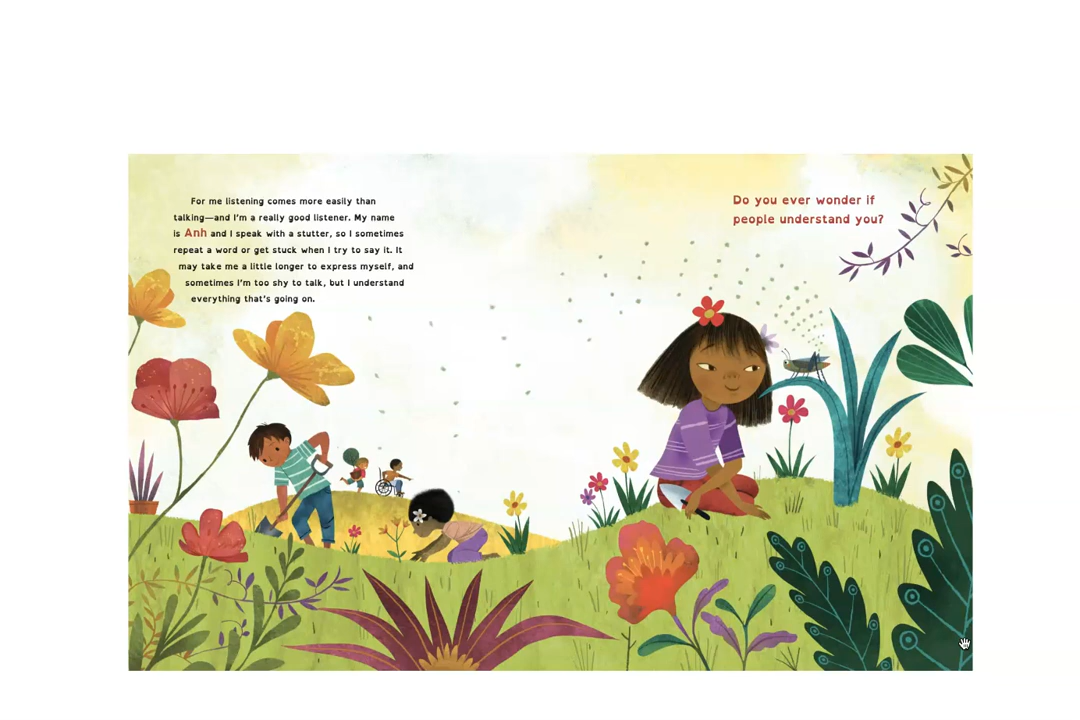 For me listening comes more easily than
talking—and I'm a really good listener. My name
is Anh and I speak with a stutter, so I sometimes
repeat a word or get stuck when I try to say it. It
may take me a little longer to express myself, and
sometimes I'm too shy to talk, but I understand
everything that's going on.
Do you ever wonder if
people understand you?